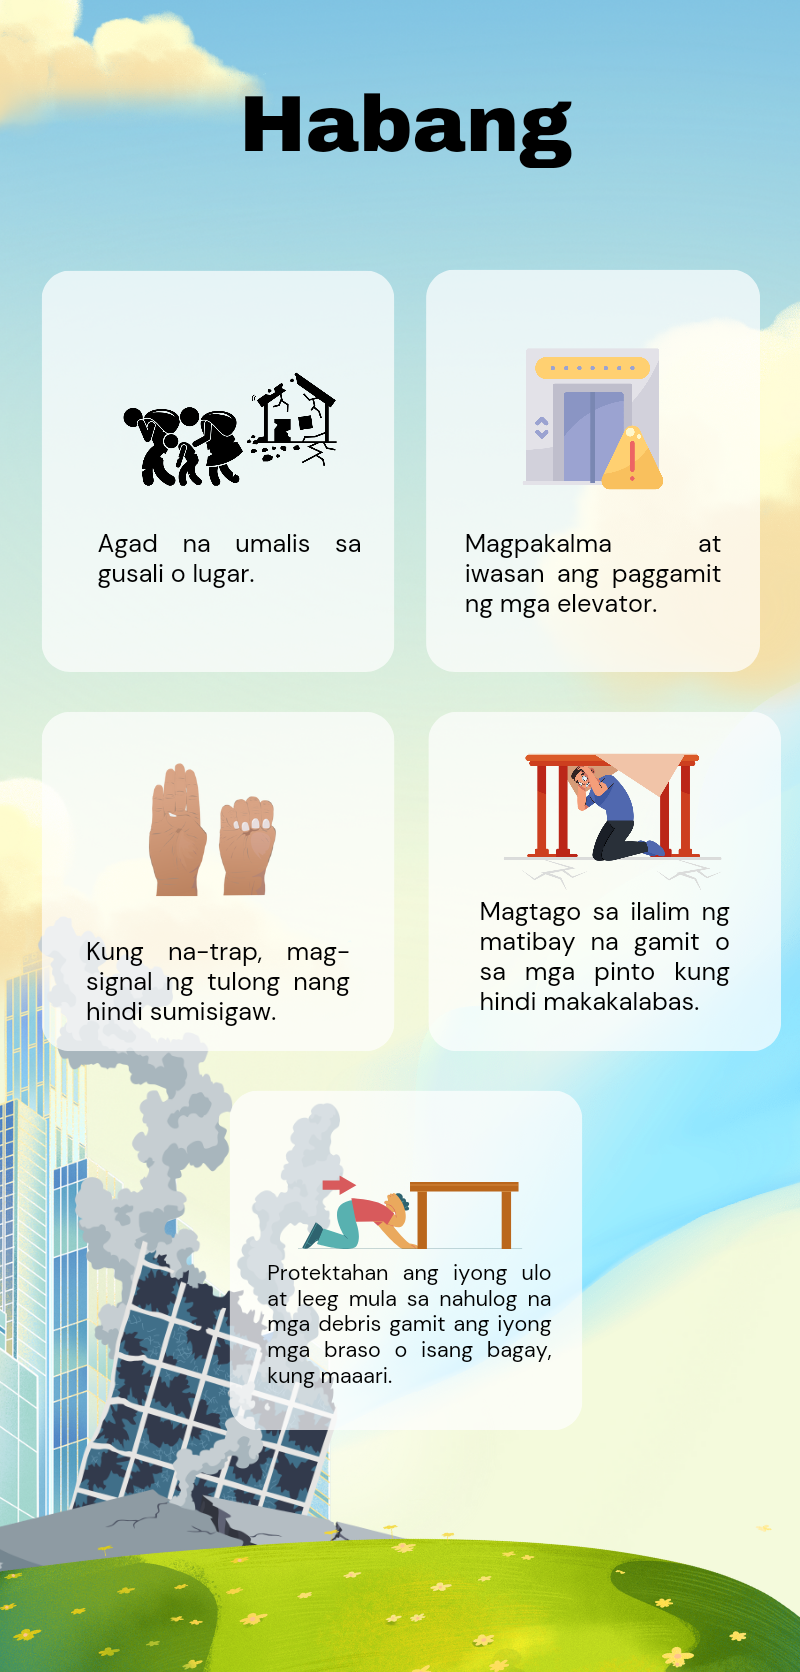 Habang
Agad na umalis sa
gusali o lugar.
Magpakalma at
iwasan ang paggamit
ng mga elevator.
Kung na-trap, mag-
signal ng tulong nang
hindi sumisigaw.
Magtago sa ilalim ng
matibay na gamit o
sa mga pinto kung
hindi makakalabas.
Protektahan ang iyong ulo
at leeg mula sa nahulog na
mga debris gamit ang iyong
mga braso o isang bagay,
kung maaari.